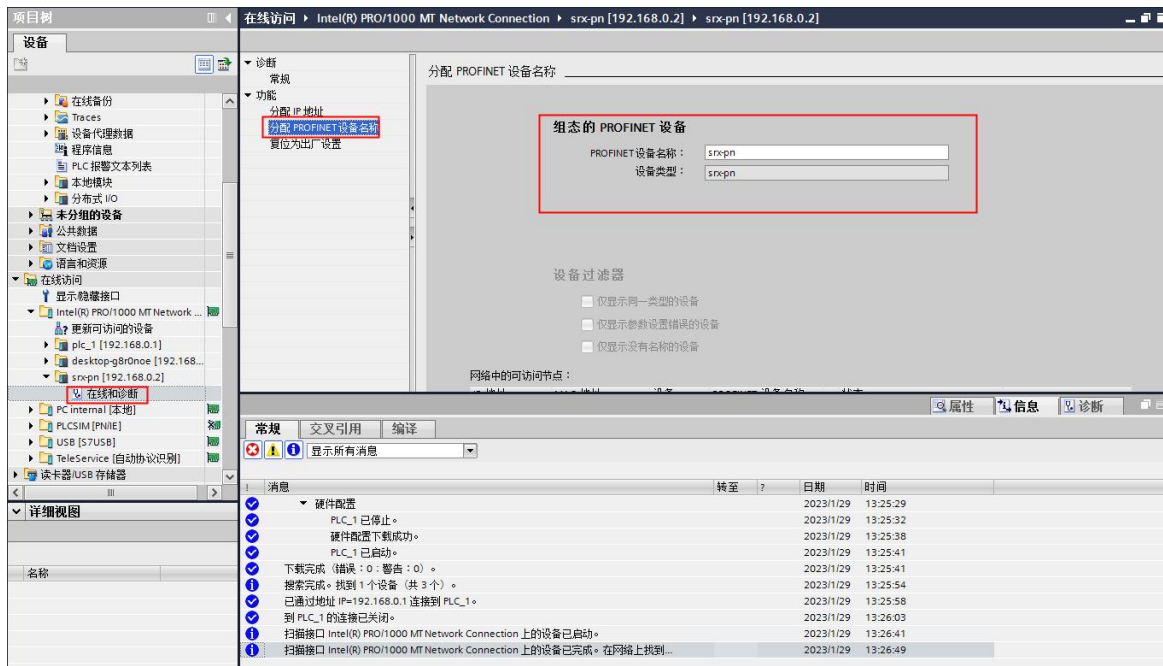 项目树
在线访问 ▸ Intel(R) PRO/1000 MT Network Connection ▸ srx-pn [192.168.0.2] ▸ srx-pn [192.168.0.2]
设备
在线备份
Traces
设备代理数据
程序信息
PLC 报警文本列表
本地模块
分布式 I/O
未分组的设备
公共数据
文档设置
语言和资源
在线访问
显示/隐藏接口
Intel(R) PRO/1000 MT Network ...
更新可访问的设备
plc_1 [192.168.0.1]
desktop-g8r0noe [192.168...
srx-pn [192.168.0.2]
在线和诊断
PC internal [本地]
PLCSIM [PN/IE]
USB [S7USB]
TeleService [自动协议识别]
读卡器/USB 存储器
详细视图
名称
诊断
常规
功能
分配 IP 地址
分配 PROFINET 设备名称
复位为出厂设置
分配 PROFINET 设备名称
组态的 PROFINET 设备
PROFINET 设备名称： srx-pn
设备类型： srx-pn
设备过滤器
仅显示同一类型的设备
仅显示参数设置错误的设备
仅显示没有名称的设备
网络中的可访问节点：
属性 信息 诊断
常规 交叉引用 编译
显示所有消息
! 消息 转至 ? 日期 时间
硬件配置 2023/1/29 13:25:29
PLC_1 已停止。 2023/1/29 13:25:32
硬件配置下载成功。 2023/1/29 13:25:38
PLC_1 已启动。 2023/1/29 13:25:41
下载完成（错误：0；警告：0）。 2023/1/29 13:25:41
搜索完成。找到 1 个设备（共 3 个）。 2023/1/29 13:25:54
已通过地址 IP=192.168.0.1 连接到 PLC_1。 2023/1/29 13:25:58
到 PLC_1 的连接已关闭。 2023/1/29 13:26:03
扫描接口 Intel(R) PRO/1000 MT Network Connection 上的设备已启动。 2023/1/29 13:26:41
扫描接口 Intel(R) PRO/1000 MT Network Connection 上的设备已完成。在网络上找到... 2023/1/29 13:26:49